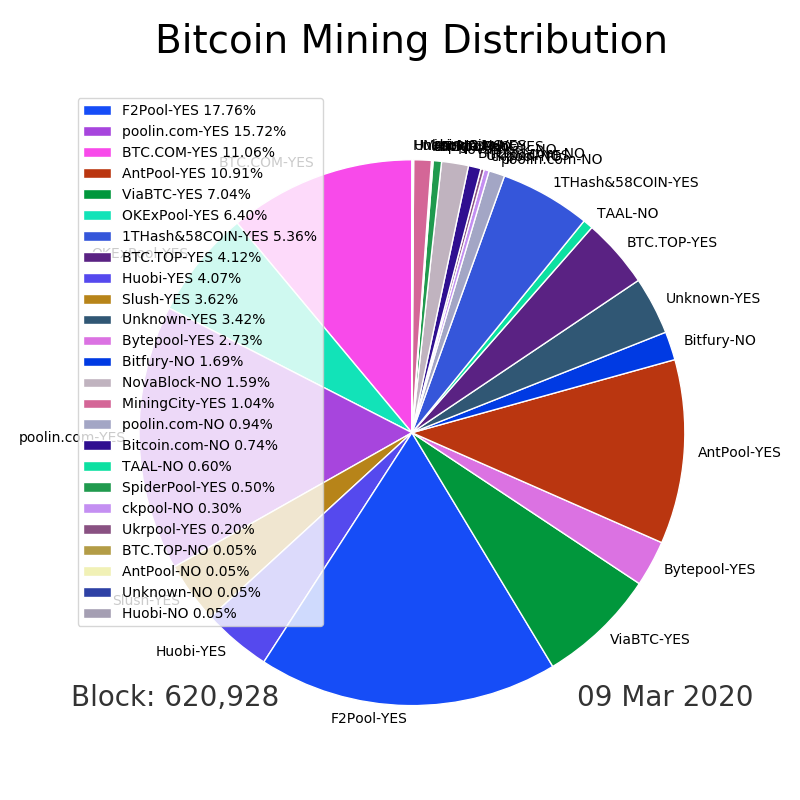 Bitcoin Mining Distribution
F2Pool-YES 17.76%
poolin.com-YES 15.72%
BTC.COM-YES 11.06%
AntPool-YES 10.91%
ViaBTC-YES 7.04%
OKExPool-YES 6.40%
1THash&58COIN-YES 5.36%
BTC.TOP-YES 4.12%
Huobi-YES 4.07%
Slush-YES 3.62%
Unknown-YES 3.42%
Bytepool-YES 2.73%
Bitfury-NO 1.69%
NovaBlock-NO 1.59%
MiningCity-YES 1.04%
poolin.com-NO 0.94%
Bitcoin.com-NO 0.74%
TAAL-NO 0.60%
SpiderPool-YES 0.50%
ckpool-NO 0.30%
Ukrpool-YES 0.20%
BTC.TOP-NO 0.05%
AntPool-NO 0.05%
Unknown-NO 0.05%
Huobi-NO 0.05%
BTC.COM-YES
OKExPool-YES
poolin.com-YES
Slush-YES
Huobi-YES
F2Pool-YES
ViaBTC-YES
Bytepool-YES
AntPool-YES
Bitfury-NO
Unknown-YES
BTC.TOP-YES
TAAL-NO
1THash&58COIN-YES
poolin.com-NO
Block: 620,928
09 Mar 2020